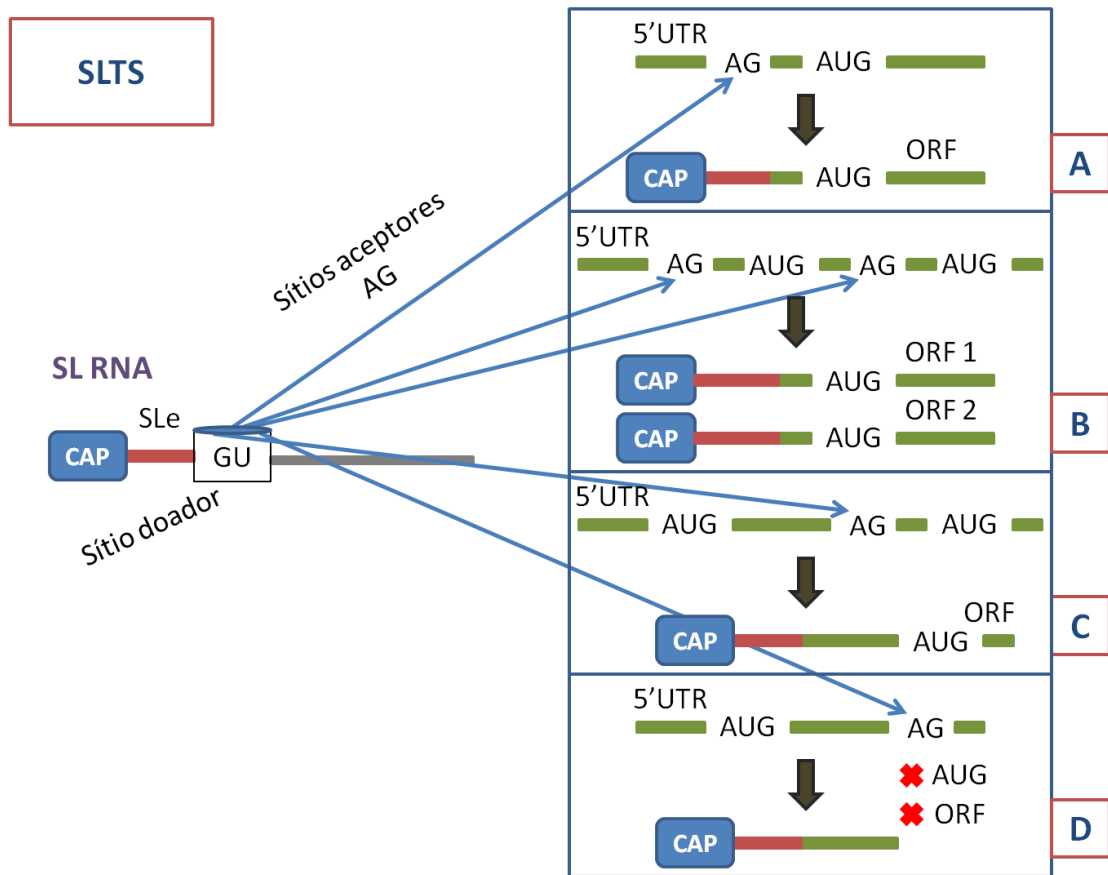 SLTS
Sítios aceptores
AG
SL RNA
SLe
CAP
GU
Sítio doador
5'UTR
AG AUG
ORF
CAP AUG
A
5'UTR
AG AUG AG AUG
ORF 1
CAP AUG
ORF 2
CAP AUG
B
5'UTR
AUG AG AUG
ORF
CAP AUG
C
5'UTR
AUG AG
AUG
ORF
CAP
D